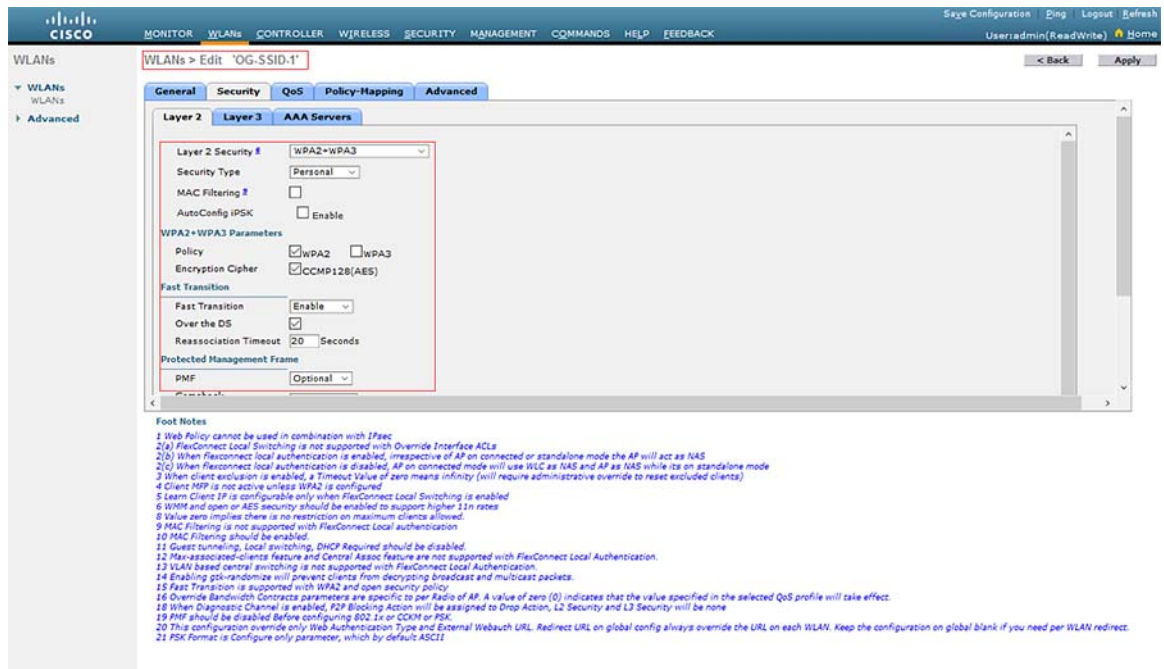 Save Configuration Ping Logout Refresh
CISCO MONITOR WLANs CONTROLLER WIRELESS SECURITY MANAGEMENT COMMANDS HELP FEEDBACK User:admin(ReadWrite) Home
WLANs
WLANs > Edit 'OG-SSID-1'
< Back Apply
WLANs
WLANs
Advanced
General Security QoS Policy-Mapping Advanced
Layer 2 Layer 3 AAA Servers
Layer 2 Security WPA2+WPA3
Security Type Personal
MAC Filtering
AutoConfig iPSK Enable
WPA2+WPA3 Parameters
Policy WPA2 WPA3
Encryption Cipher CCMP128(AES)
Fast Transition
Fast Transition Enable
Over the DS
Reassociation Timeout 20 Seconds
Protected Management Frame
PMF Optional
Foot Notes
1 Web Policy cannot be used in combination with IPsec
2(a) FlexConnect Local Switching is not supported with Override Interface ACLs
2(b) When flexconnect local authentication is enabled, irrespective of AP on connected or standalone mode the AP will act as NAS
2(c) When flexconnect local authentication is disabled, AP on connected mode will use WLC as NAS and AP as NAS while its on standalone mode
3 When client exclusion is enabled, a Timeout Value of zero means infinity (will require administrative override to reset excluded clients)
4 Client MFP is not active unless WPA2 is configured
5 Learn Client IP is configurable only when FlexConnect Local Switching is enabled
6 WMM and open or AES security should be enabled to support higher 11n rates
8 Value zero implies there is no restriction on maximum clients allowed.
9 MAC Filtering is not supported with FlexConnect Local authentication
10 MAC Filtering should be enabled.
11 Guest tunneling, Local switching, DHCP Required should be disabled.
12 Max-associated-clients feature and Central Assoc feature are not supported with FlexConnect Local Authentication.
13 VLAN based central switching is not supported with FlexConnect Local Authentication.
14 Enabling gtk-randomize will prevent clients from decrypting broadcast and multicast packets.
15 Fast Transition is supported with WPA2 and open security policy
16 Override Bandwidth Contracts parameters are specific to per Radio of AP. A value of zero (0) indicates that the value specified in the selected QoS profile will take effect.
18 When Diagnostic Channel is enabled, P2P Blocking Action will be assigned to Drop Action, L2 Security and L3 Security will be none
19 PMF should be disabled Before configuring 802.1x or CCKM or PSK.
20 This configuration override only Web Authentication Type and External Webauth URL. Redirect URL on global config always override the URL on each WLAN. Keep the configuration on global blank if you need per WLAN redirect.
21 PSK Format is Configure only parameter, which by default ASCII